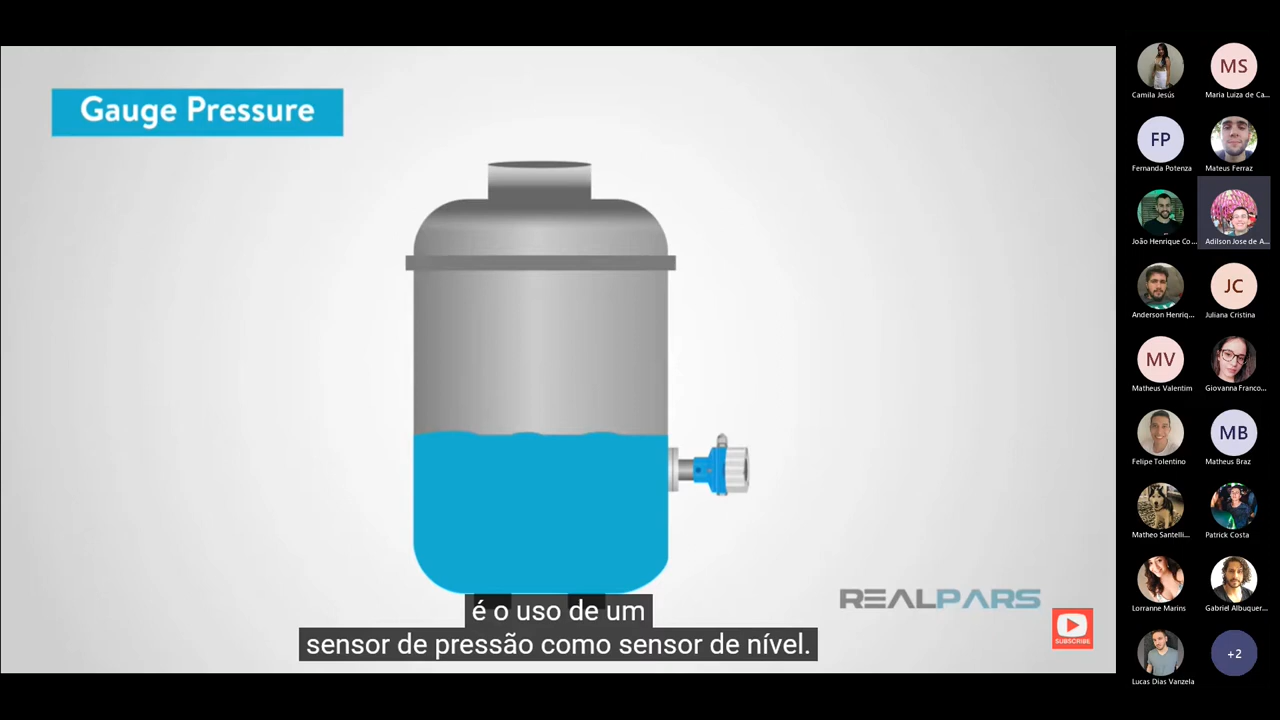 Gauge Pressure
REALPARS
SUBSCRIBE
é o uso de um
sensor de pressão como sensor de nível.
Camila Jesús
MS
Maria Luiza de Ca...
FP
Fernanda Potenza
Mateus Ferraz
João Henrique Co...
Adilson Jose de A...
Anderson Henriq...
JC
Juliana Cristina
MV
Matheus Valentim
Giovanna Franco...
Felipe Tolentino
MB
Matheus Braz
Matheo Santelli...
Patrick Costa
Lorranne Marins
Gabriel Albuquer...
Lucas Dias Vanzela
+2